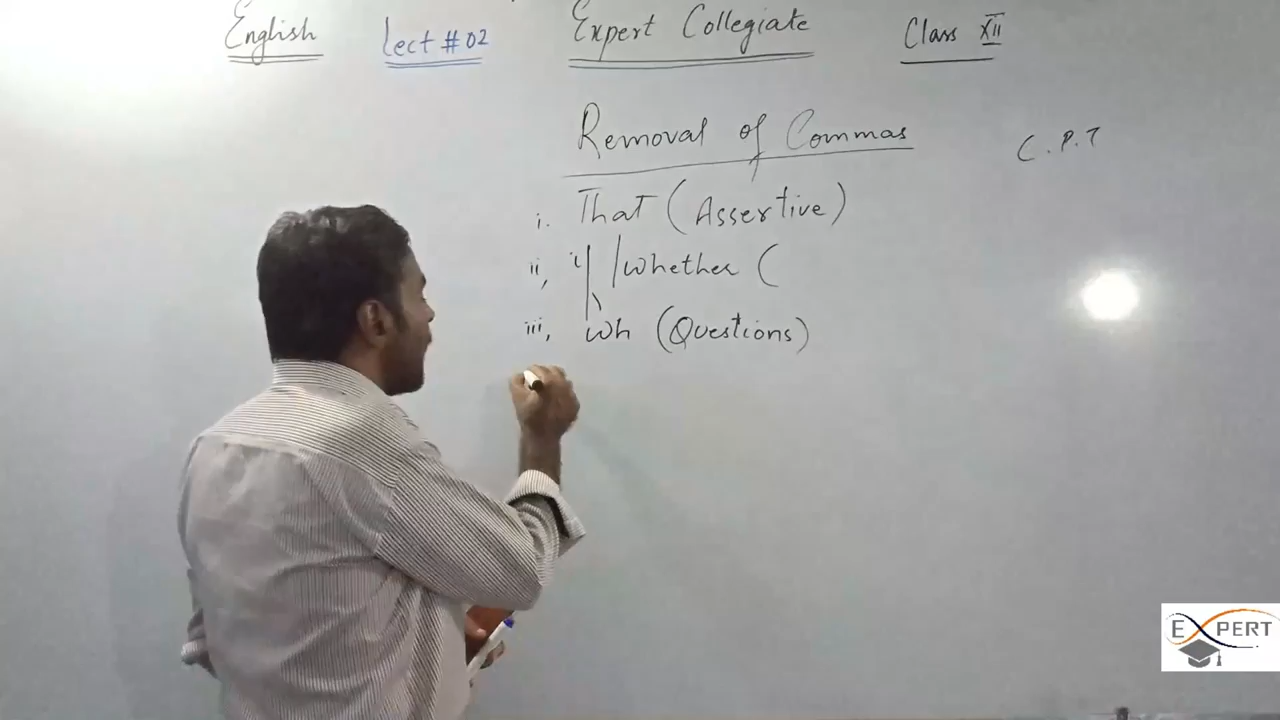 English Lect # 02 Expert Collegiate Class XII
Removal of Commas
C.P.T
i. That (Assertive)
ii, if / whether (
iii, Wh (Questions)
EXPERT